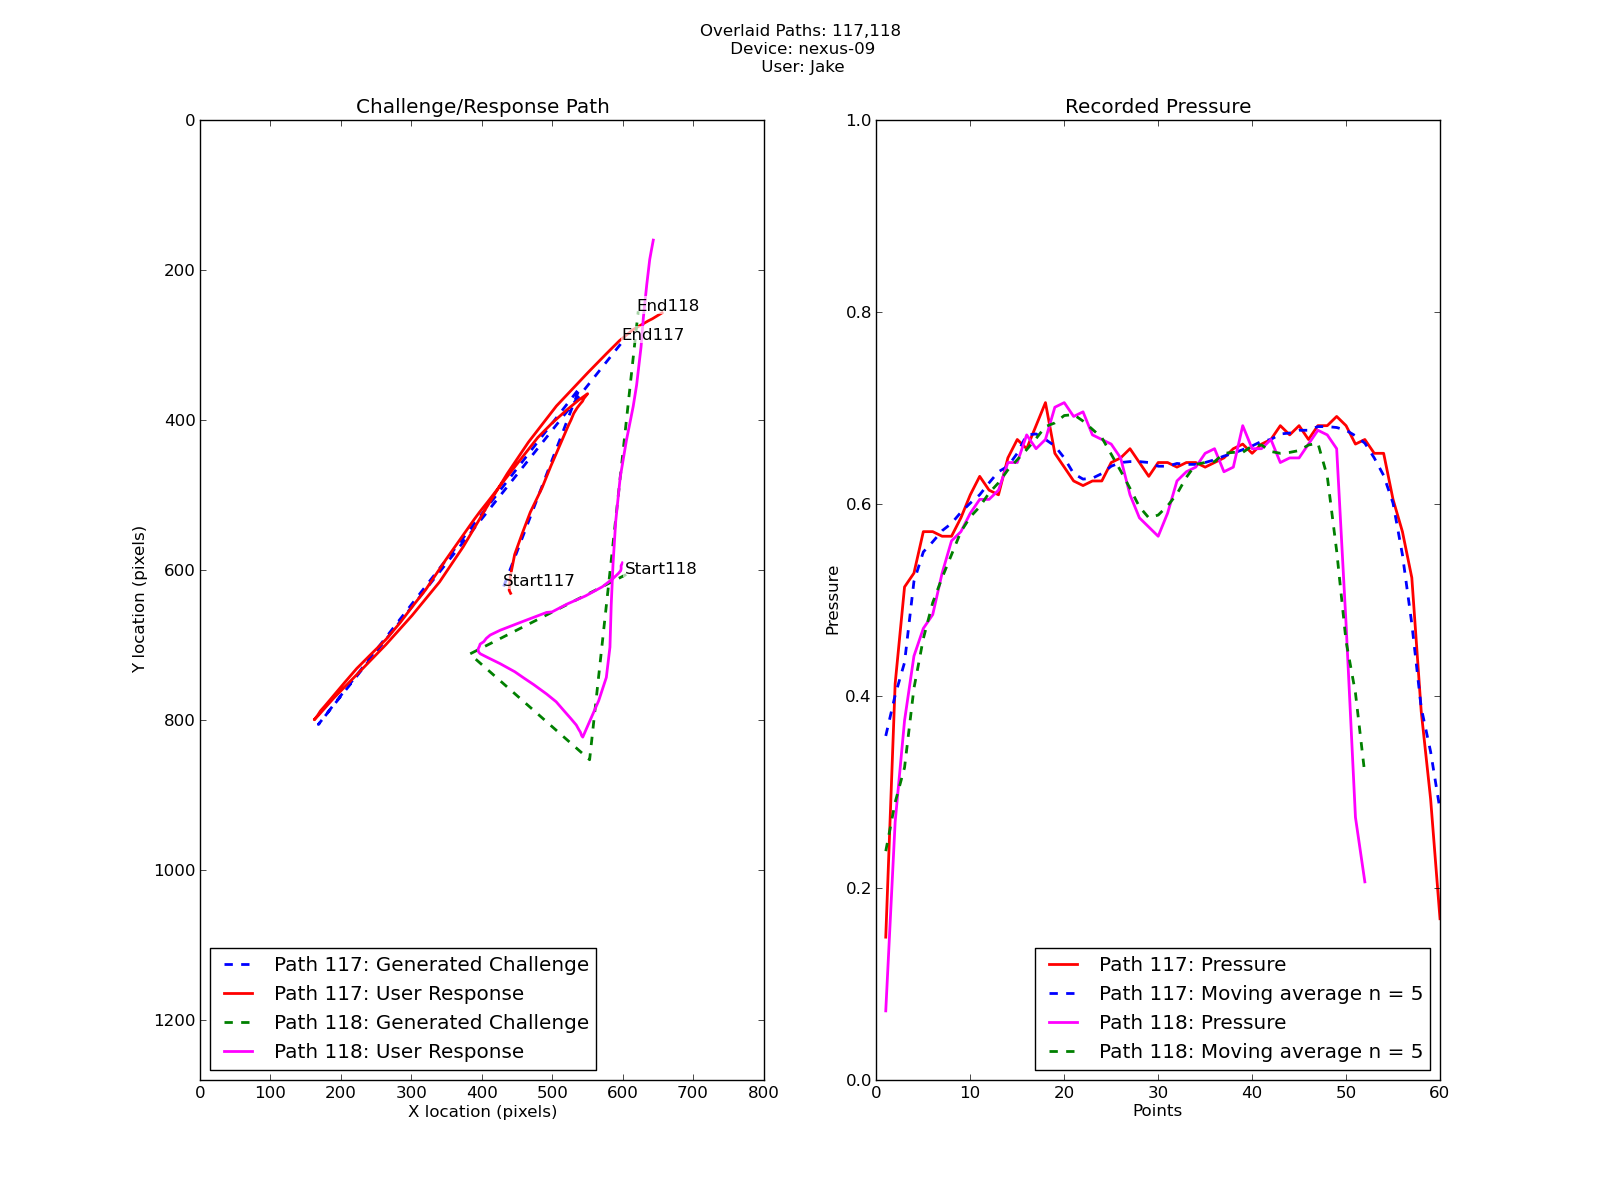 Overlaid Paths: 117,118
Device: nexus-09
User: Jake
Challenge/Response Path
0
200
400
600
800
1000
1200
Y location (pixels)
End118
End117
Start117
Start118
Path 117: Generated Challenge
Path 117: User Response
Path 118: Generated Challenge
Path 118: User Response
0 100 200 300 400 500 600 700 800
X location (pixels)
Recorded Pressure
1.0
0.8
0.6
0.4
0.2
0.0
Pressure
Path 117: Pressure
Path 117: Moving average n = 5
Path 118: Pressure
Path 118: Moving average n = 5
0 10 20 30 40 50 60
Points